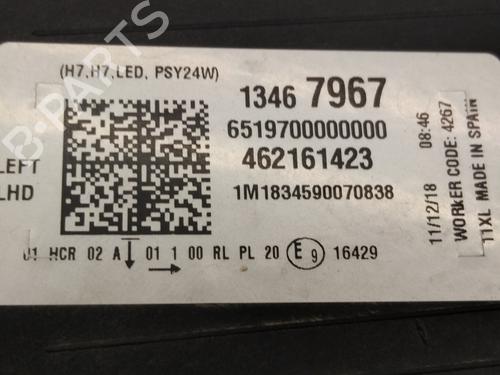 (H7,H7,LED, PSY24W)
1346 7967
6519700000000
462161423
1M1834590070838
LEFT
LHD
01 HCR 02 A 01 1 00 RL PL 20 E9 16429
11/12/18 08:46
WORKER CODE: 4267
11XL MADE IN SPAIN
B-PARTS